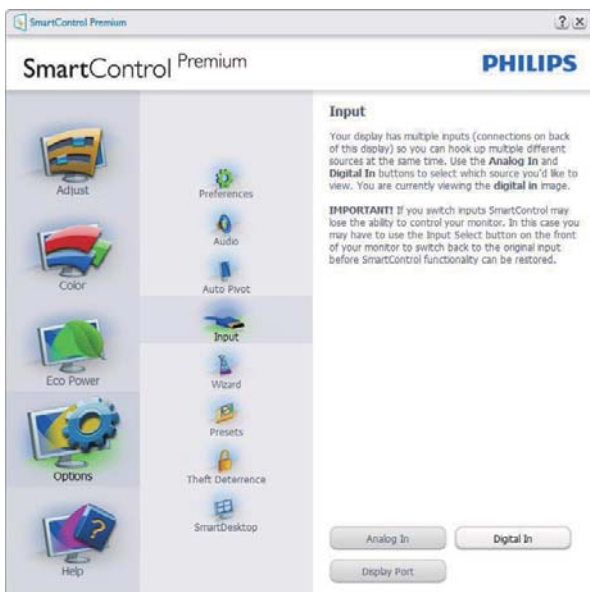 SmartControl Premium
? x
SmartControl Premium
PHILIPS
Adjust
Color
Eco Power
Options
Help
Preferences
Audio
Auto Pivot
Input
Wizard
Presets
Theft Deterrence
SmartDesktop
Input
Your display has multiple inputs (connections on back
of this display) so you can hook up multiple different
sources at the same time. Use the Analog In and
Digital In buttons to select which source you'd like to
view. You are currently viewing the digital in image.
IMPORTANT! If you switch inputs SmartControl may
lose the ability to control your monitor. In this case you
may have to use the Input Select button on the front
of your monitor to switch back to the original input
before SmartControl functionality can be restored.
Analog In
Digital In
Display Port